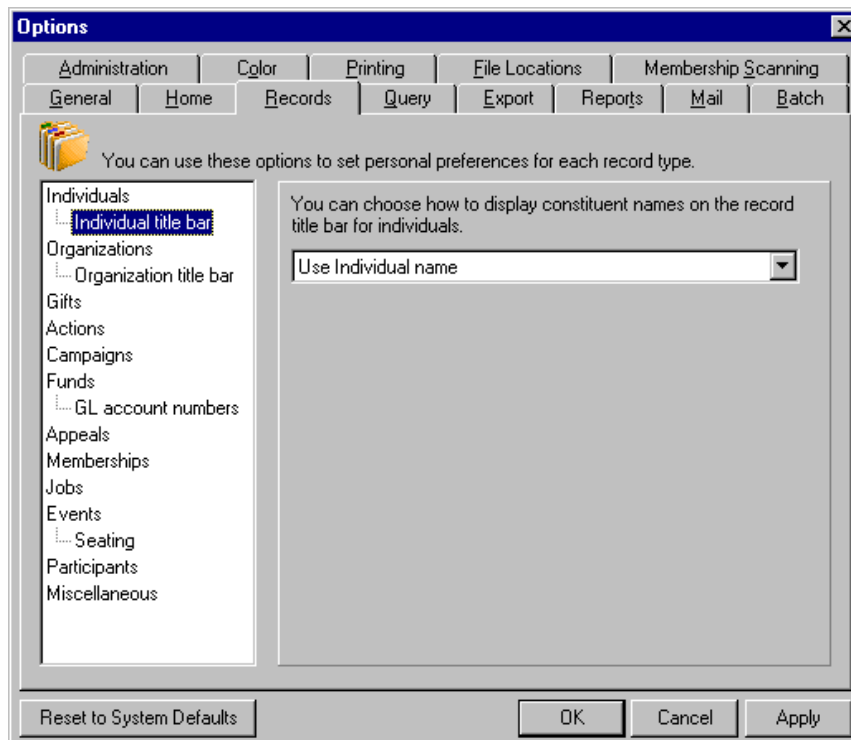 Options
Administration Color Printing File Locations Membership Scanning
General Home Records Query Export Reports Mail Batch
You can use these options to set personal preferences for each record type.
Individuals
Individual title bar
Organizations
Organization title bar
Gifts
Actions
Campaigns
Funds
GL account numbers
Appeals
Memberships
Jobs
Events
Seating
Participants
Miscellaneous
You can choose how to display constituent names on the record
title bar for individuals.
Use Individual name
Reset to System Defaults OK Cancel Apply